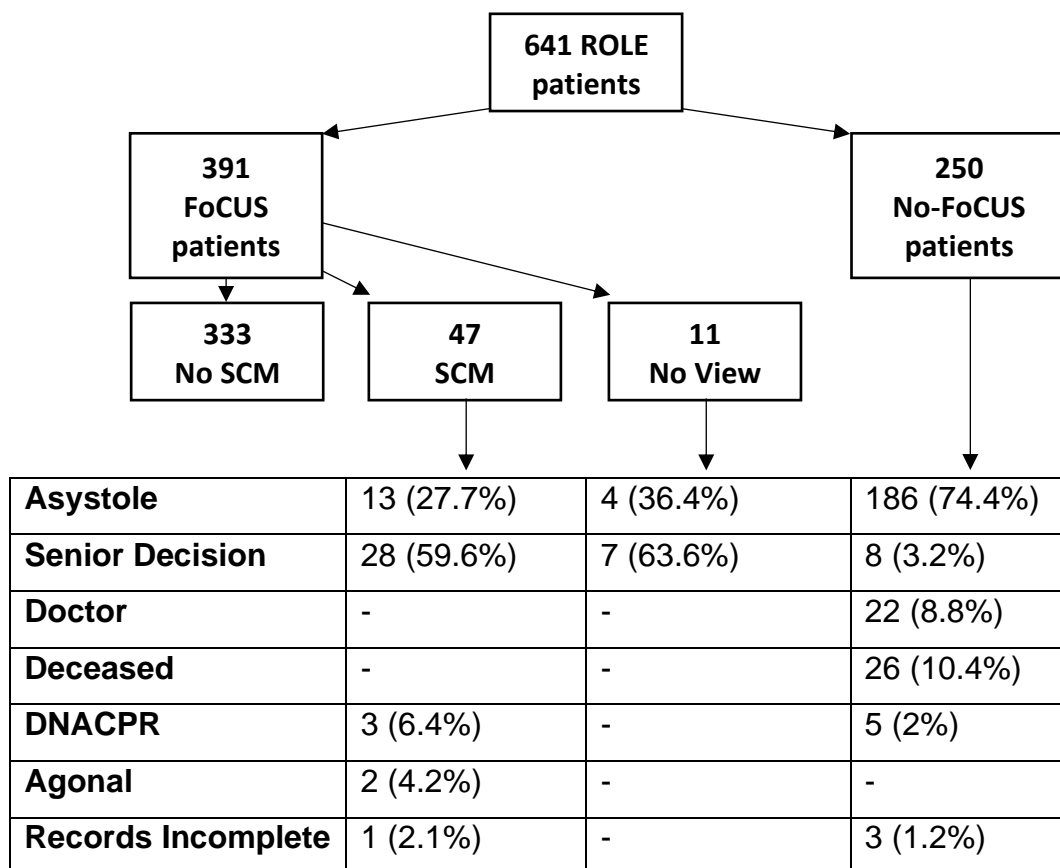 641 ROLE
patients
391
FoCUS
patients
250
No-FoCUS
patients
333
No SCM
47
SCM
11
No View
Asystole 13 (27.7%) 4 (36.4%) 186 (74.4%)
Senior Decision 28 (59.6%) 7 (63.6%) 8 (3.2%)
Doctor - - 22 (8.8%)
Deceased - - 26 (10.4%)
DNACPR 3 (6.4%) - 5 (2%)
Agonal 2 (4.2%) - -
Records Incomplete 1 (2.1%) - 3 (1.2%)